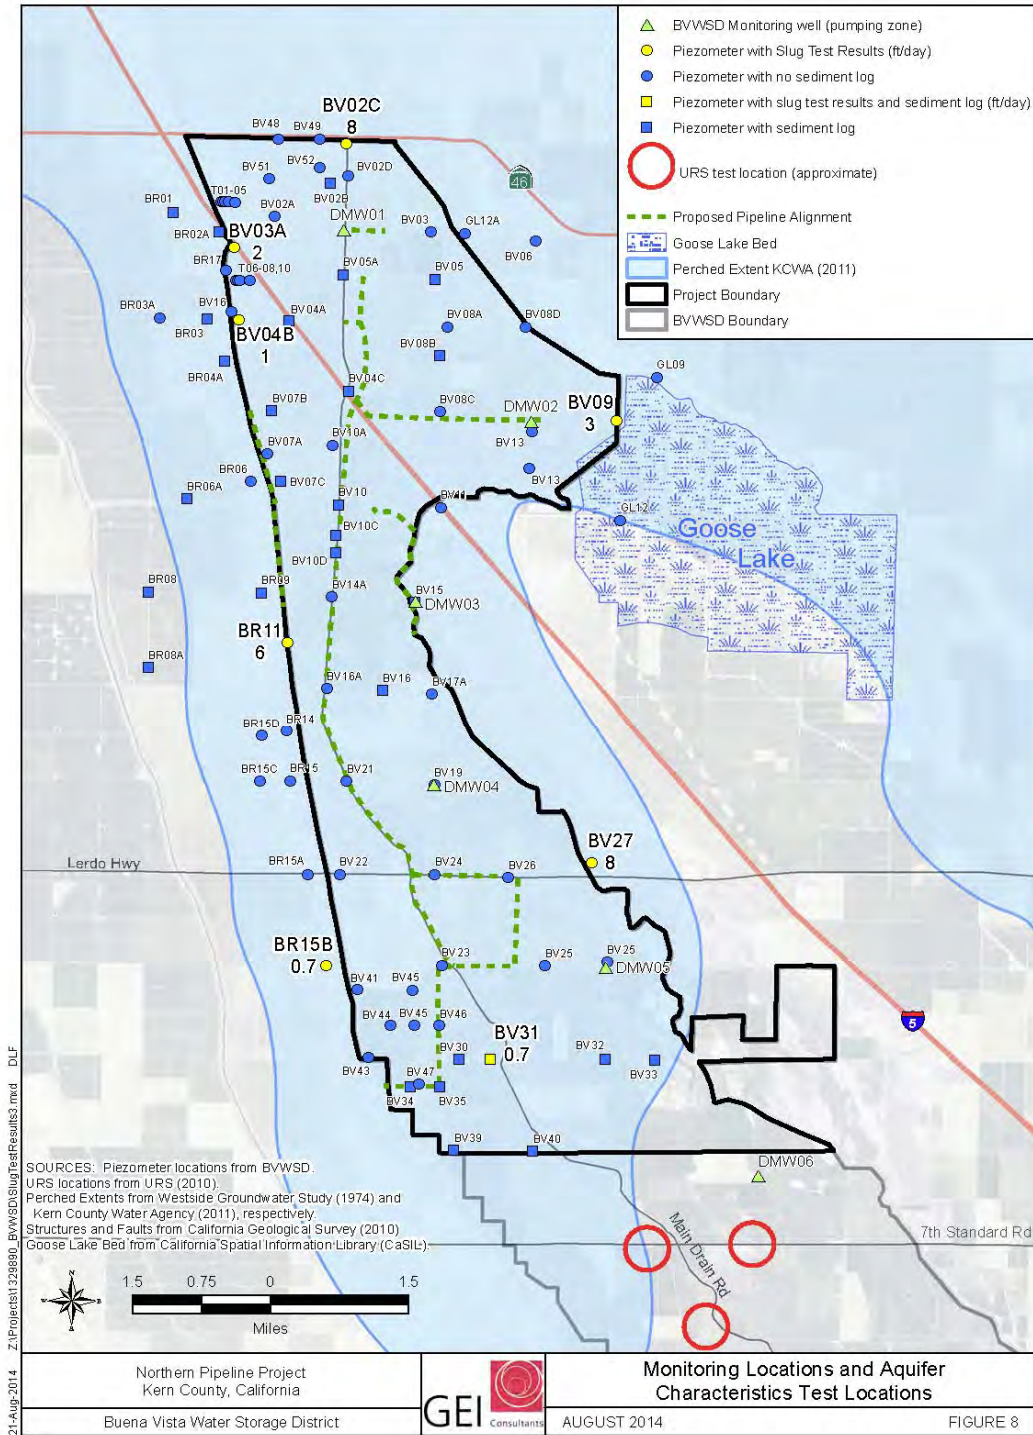 BVWSD Monitoring well (pumping zone)
Piezometer with Slug Test Results (ft/day)
Piezometer with no sediment log
Piezometer with slug test results and sediment log (ft/day)
Piezometer with sediment log
URS test location (approximate)
Proposed Pipeline Alignment
Goose Lake Bed
Perched Extent KCWA (2011)
Project Boundary
BVWSD Boundary
BV02C
8
BV48
BV49
46
BV51
BV52
BV02D
T01-05
BV02B
BR01
BV02A
DMW01
BV03
GL12A
BR02A
BV03A
2
BV06
BR17
T06-08,10
BV05A
BV05
BR03A
BV16
BR03
BV04B
1
BV04A
BV08A
BV08D
BR04A
BV08B
GL09
BV04C
BV07B
BV08C
DMW02
BV09
3
BV07A
BV10A
BV13
BR06
BV07C
BV13
BR06A
BV10
BV11
GL12
Goose
Lake
BV10C
BV10D
BR08
BR09
BV14A
BV15
DMW03
BR11
6
BR08A
BV16A
BV16
BV17A
BR15D
BR14
BR15C
BR15
BV21
BV19
DMW04
BV27
8
Lerdo Hwy
BR15A
BV22
BV24
BV26
BR15B
0.7
BV23
BV25
BV25
DMW05
BV41
BV45
5
BV44
BV45
BV46
BV31
0.7
BV43
BV30
BV32
BV33
BV47
BV34
BV35
BV39
BV40
DMW06
SOURCES: Piezometer locations from BVWSD.
URS locations from URS (2010).
Perched Extents from Westside Groundwater Study (1974) and
Kern County Water Agency (2011), respectively.
Structures and Faults from California Geological Survey (2010)
Goose Lake Bed from California Spatial Information Library (CaSIL).
7th Standard Rd
Main Drain Rd
N
1.5 0.75 0 1.5
Miles
Northern Pipeline Project
Kern County, California
Buena Vista Water Storage District
GEI Consultants
Monitoring Locations and Aquifer
Characteristics Test Locations
AUGUST 2014
FIGURE 8
21-Aug-2014 Z:\Projects\1329890_BVWSD\SlugTestResults3.mxd DLF